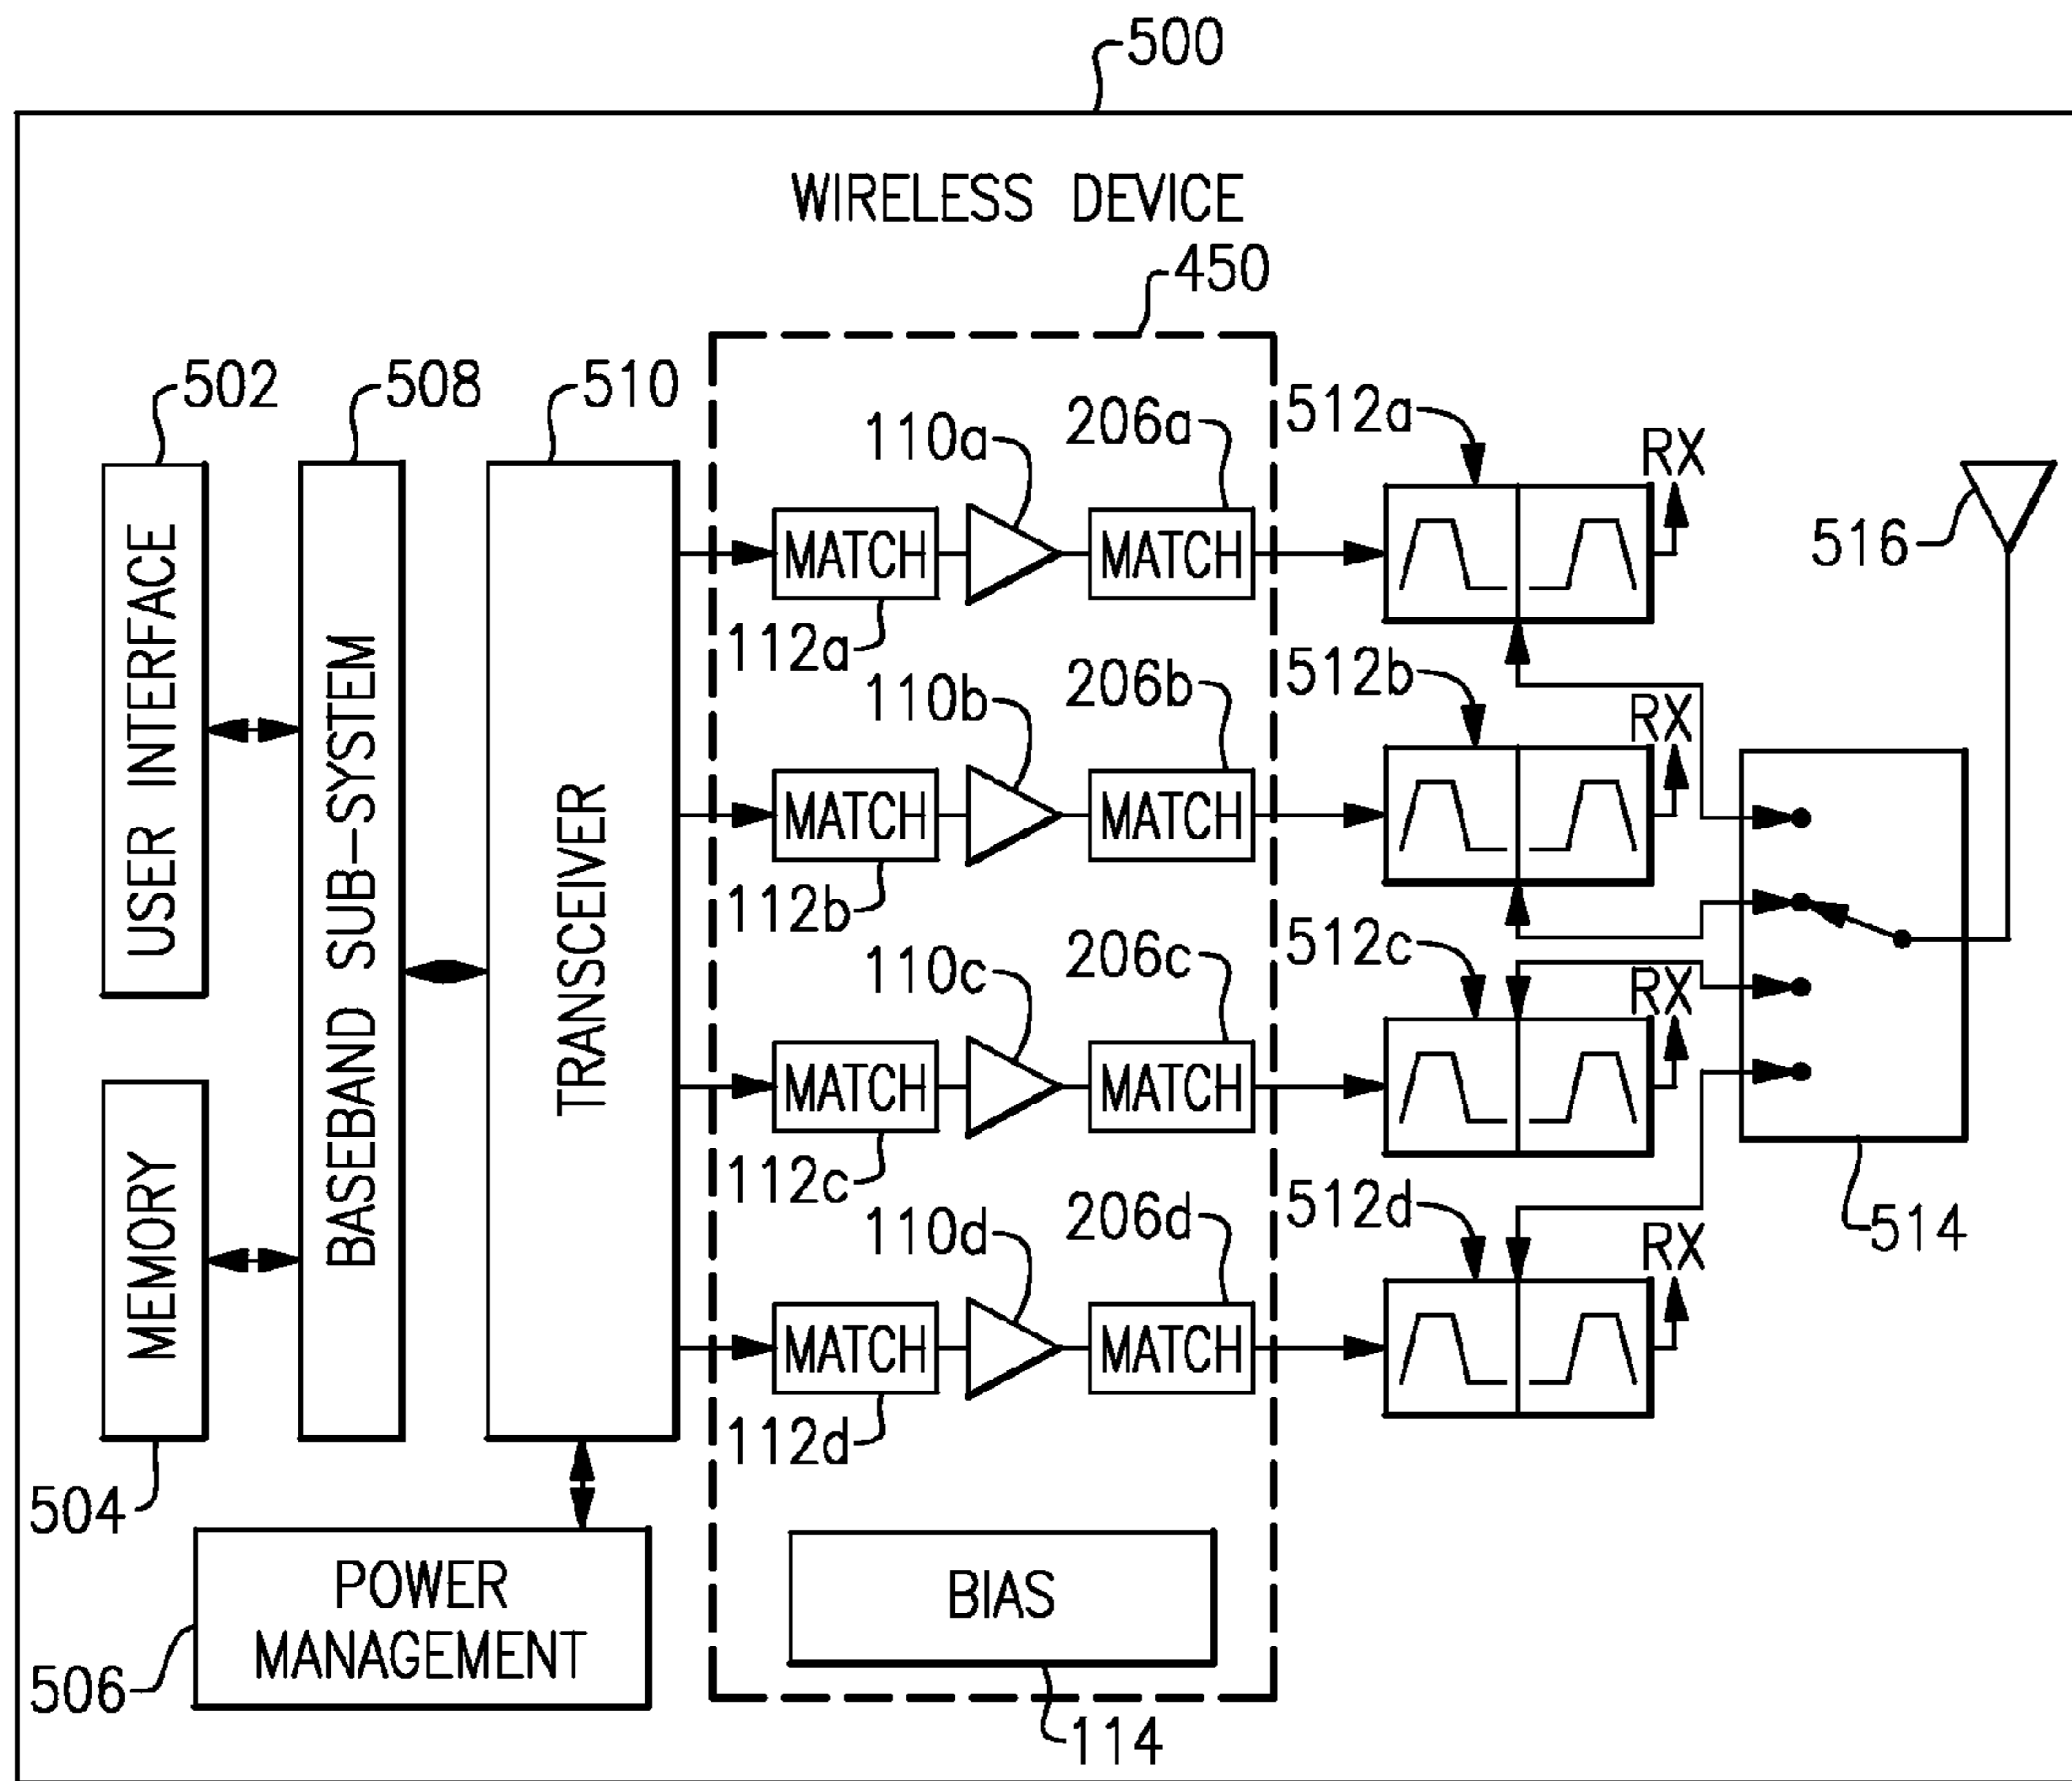 500
WIRELESS DEVICE
450
502
508
510
110a
206a
512a
RX
516
MATCH
MATCH
112a
USER INTERFACE
BASEBAND SUB-SYSTEM
TRANSCEIVER
110b
206b
512b
RX
MATCH
MATCH
112b
110c
206c
512c
RX
MATCH
MATCH
112c
MEMORY
110d
206d
512d
RX
514
MATCH
MATCH
112d
504
POWER
MANAGEMENT
506
BIAS
114